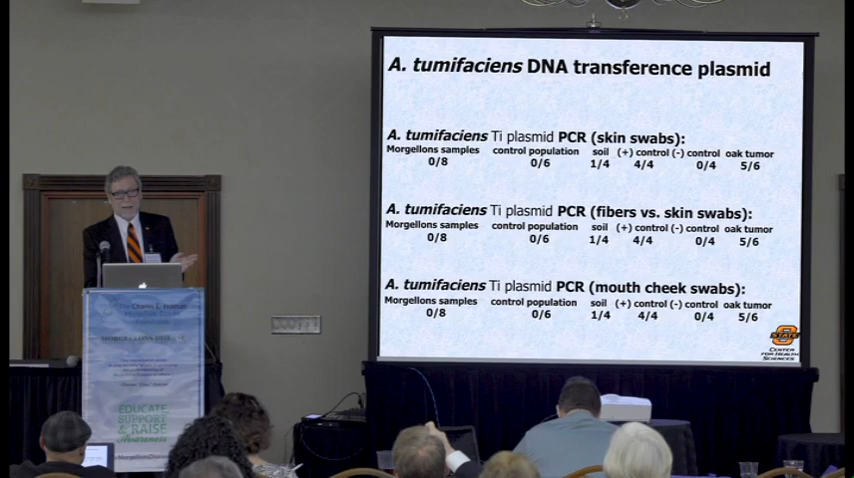 A. tumifaciens DNA transference plasmid
A. tumifaciens Ti plasmid PCR (skin swabs):
Morgellons samples control population soil (+) control (-) control oak tumor
0/8 0/6 1/4 4/4 0/4 5/6
A. tumifaciens Ti plasmid PCR (fibers vs. skin swabs):
Morgellons samples control population soil (+) control (-) control oak tumor
0/8 0/6 1/4 4/4 0/4 5/6
A. tumifaciens Ti plasmid PCR (mouth cheek swabs):
Morgellons samples control population soil (+) control (-) control oak tumor
0/8 0/6 1/4 4/4 0/4 5/6
STATE
CENTER
FOR HEALTH
SCIENCES
The Charles E. Holman
EDUCATE,
SUPPORT
& RAISE
Awareness